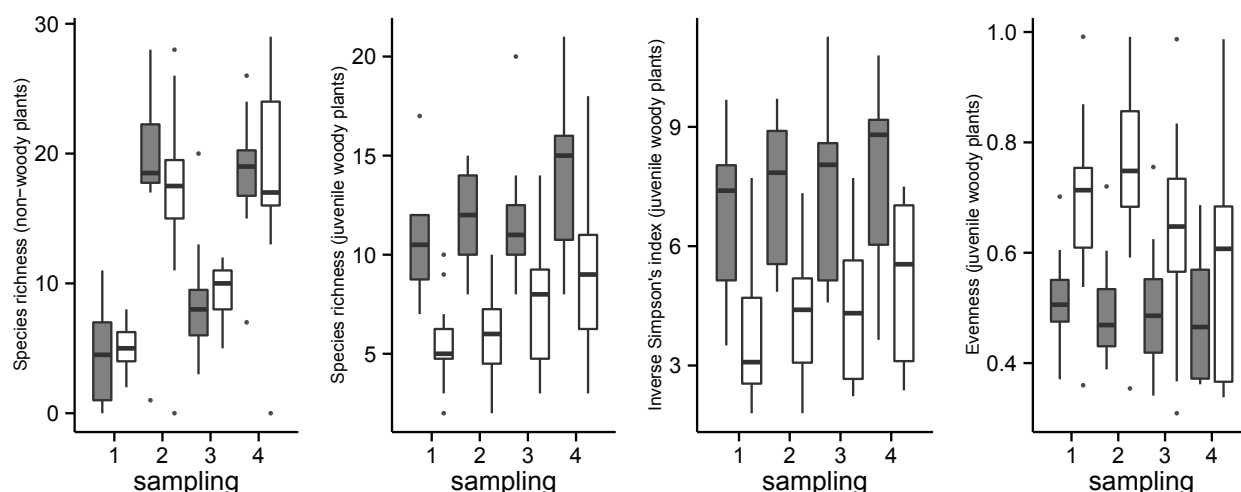 Species richness (non−woody plants)
30
20
10
0
1 2 3 4
sampling
Species richness (juvenile woody plants)
20
15
10
5
1 2 3 4
sampling
Inverse Simpson's index (juvenile woody plants)
9
6
3
1 2 3 4
sampling
Evenness (juvenile woody plants)
1.0
0.8
0.6
0.4
1 2 3 4
sampling